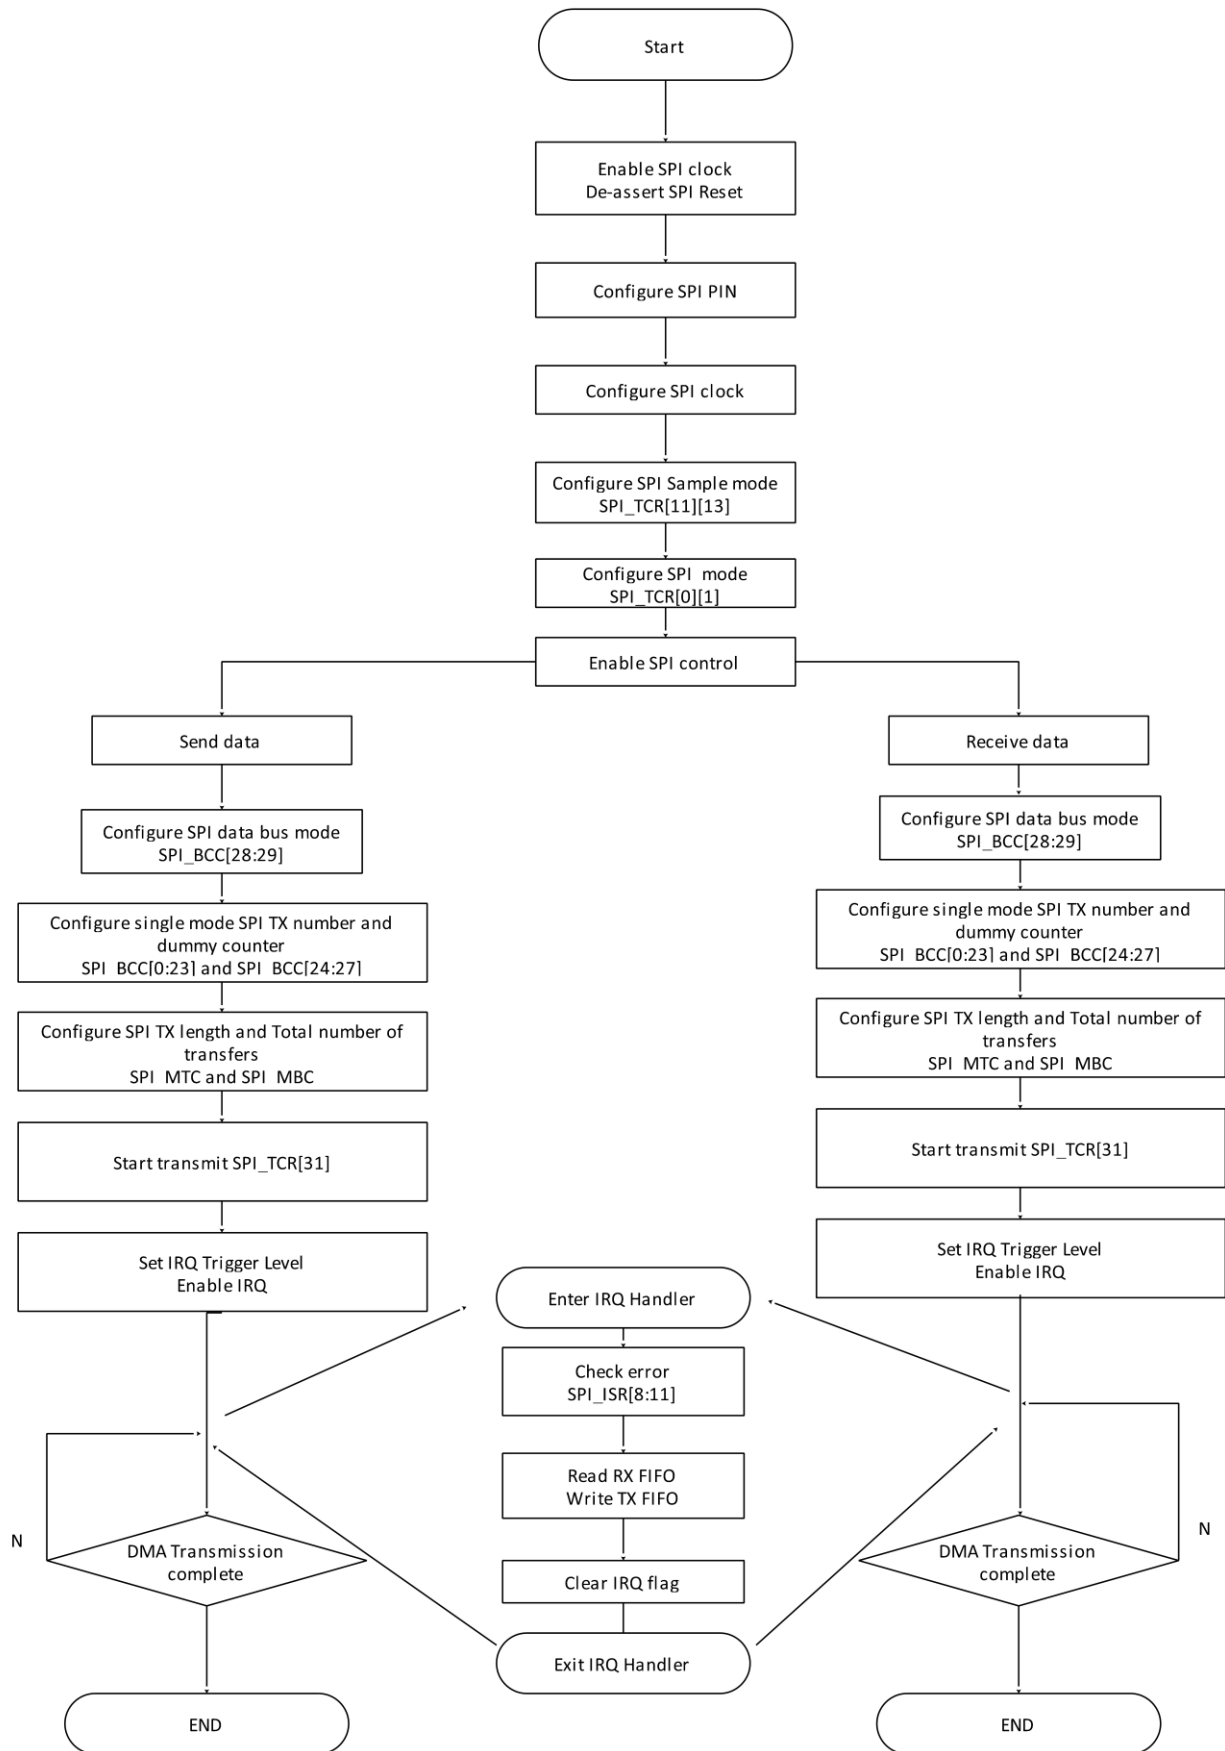 Start
Enable SPI clock
De-assert SPI Reset
Configure SPI PIN
Configure SPI clock
Configure SPI Sample mode
SPI_TCR[11][13]
Configure SPI mode
SPI_TCR[0][1]
Enable SPI control
Send data
Configure SPI data bus mode
SPI_BCC[28:29]
Configure single mode SPI TX number and
dummy counter
SPI_BCC[0:23] and SPI_BCC[24:27]
Configure SPI TX length and Total number of
transfers
SPI_MTC and SPI_MBC
Start transmit SPI_TCR[31]
Set IRQ Trigger Level
Enable IRQ
N
DMA Transmission
complete
END
Enter IRQ Handler
Check error
SPI_ISR[8:11]
Read RX FIFO
Write TX FIFO
Clear IRQ flag
Exit IRQ Handler
Receive data
Configure SPI data bus mode
SPI_BCC[28:29]
Configure single mode SPI TX number and
dummy counter
SPI_BCC[0:23] and SPI_BCC[24:27]
Configure SPI TX length and Total number of
transfers
SPI_MTC and SPI_MBC
Start transmit SPI_TCR[31]
Set IRQ Trigger Level
Enable IRQ
N
DMA Transmission
complete
END